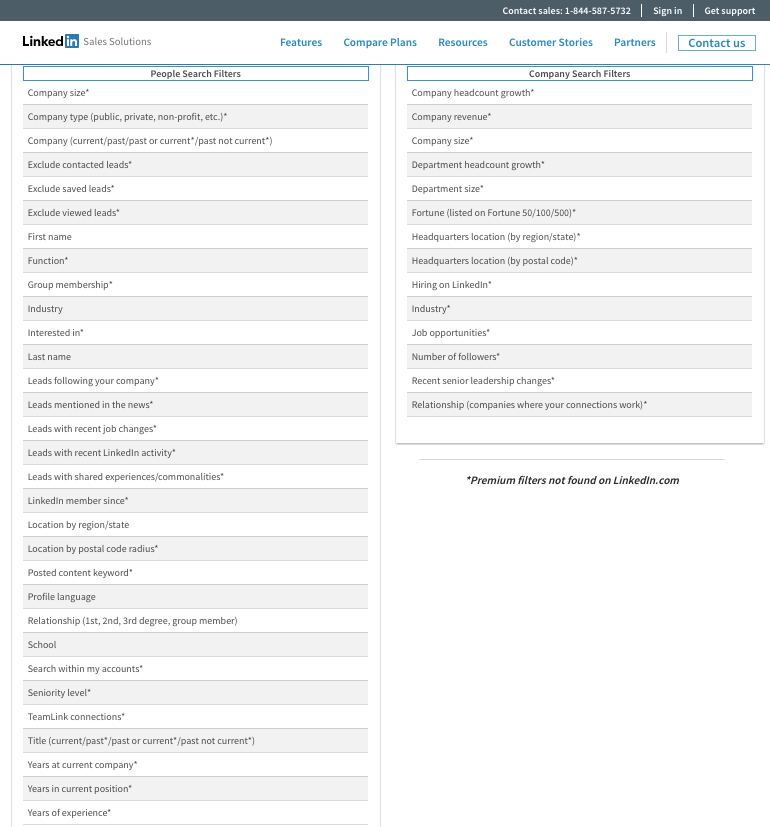 Contact sales: 1-844-587-5732 Sign in Get support
Linked in Sales Solutions Features Compare Plans Resources Customer Stories Partners Contact us
People Search Filters
Company size*
Company type (public, private, non-profit, etc.)*
Company (current/past/past or current*/past not current*)
Exclude contacted leads*
Exclude saved leads*
Exclude viewed leads*
First name
Function*
Group membership*
Industry
Interested in*
Last name
Leads following your company*
Leads mentioned in the news*
Leads with recent job changes*
Leads with recent LinkedIn activity*
Leads with shared experiences/commonalities*
LinkedIn member since*
Location by region/state
Location by postal code radius*
Posted content keyword*
Profile language
Relationship (1st, 2nd, 3rd degree, group member)
School
Search within my accounts*
Seniority level*
TeamLink connections*
Title (current/past*/past or current*/past not current*)
Years at current company*
Years in current position*
Years of experience*
Company Search Filters
Company headcount growth*
Company revenue*
Company size*
Department headcount growth*
Department size*
Fortune (listed on Fortune 50/100/500)*
Headquarters location (by region/state)*
Headquarters location (by postal code)*
Hiring on LinkedIn*
Industry*
Job opportunities*
Number of followers*
Recent senior leadership changes*
Relationship (companies where your connections work)*
*Premium filters not found on LinkedIn.com